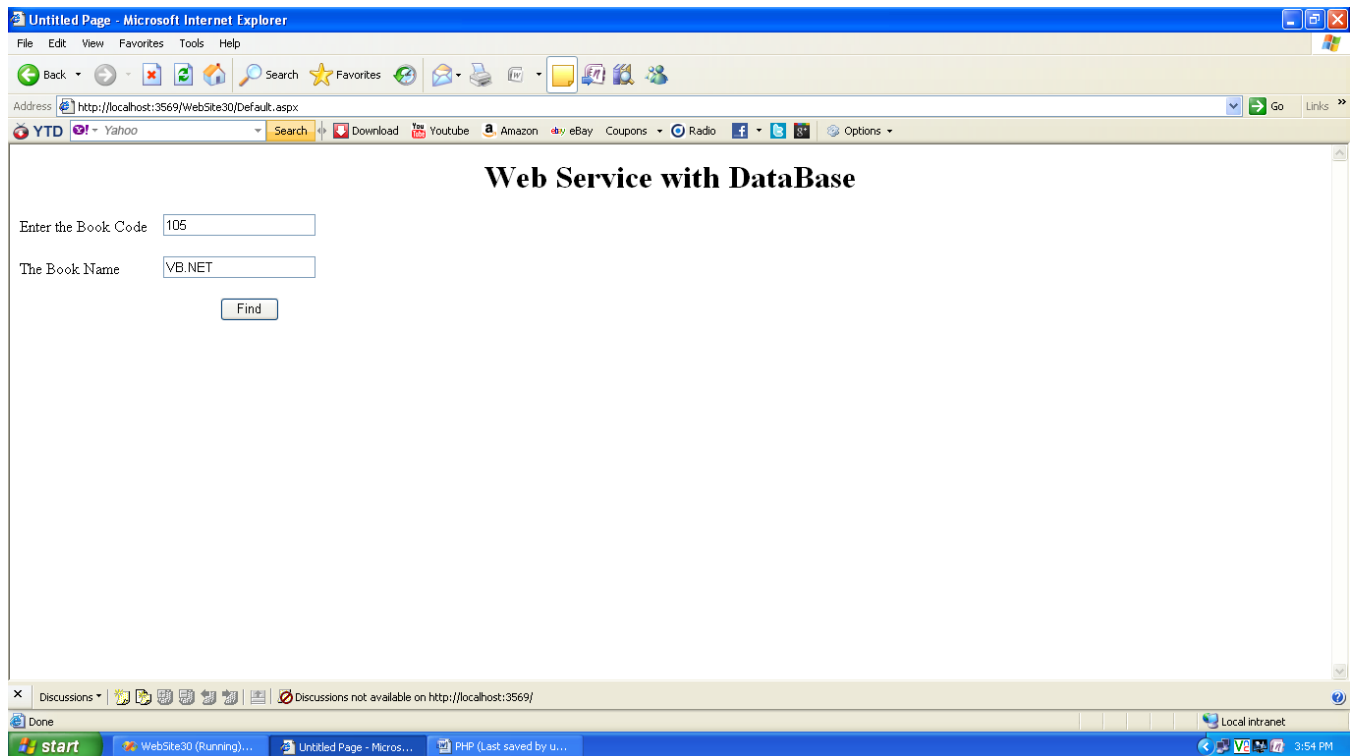 Untitled Page - Microsoft Internet Explorer
File Edit View Favorites Tools Help
Back Search Favorites
Address http://localhost:3569/WebSite30/Default.aspx Go Links »
YTD Y! Yahoo Search Download Youtube Amazon eBay Coupons Radio Options
Web Service with DataBase
Enter the Book Code 105
The Book Name VB.NET
Find
Discussions Discussions not available on http://localhost:3569/
Done Local intranet
start WebSite30 (Running)... Untitled Page - Micros... PHP (Last saved by u... 3:54 PM